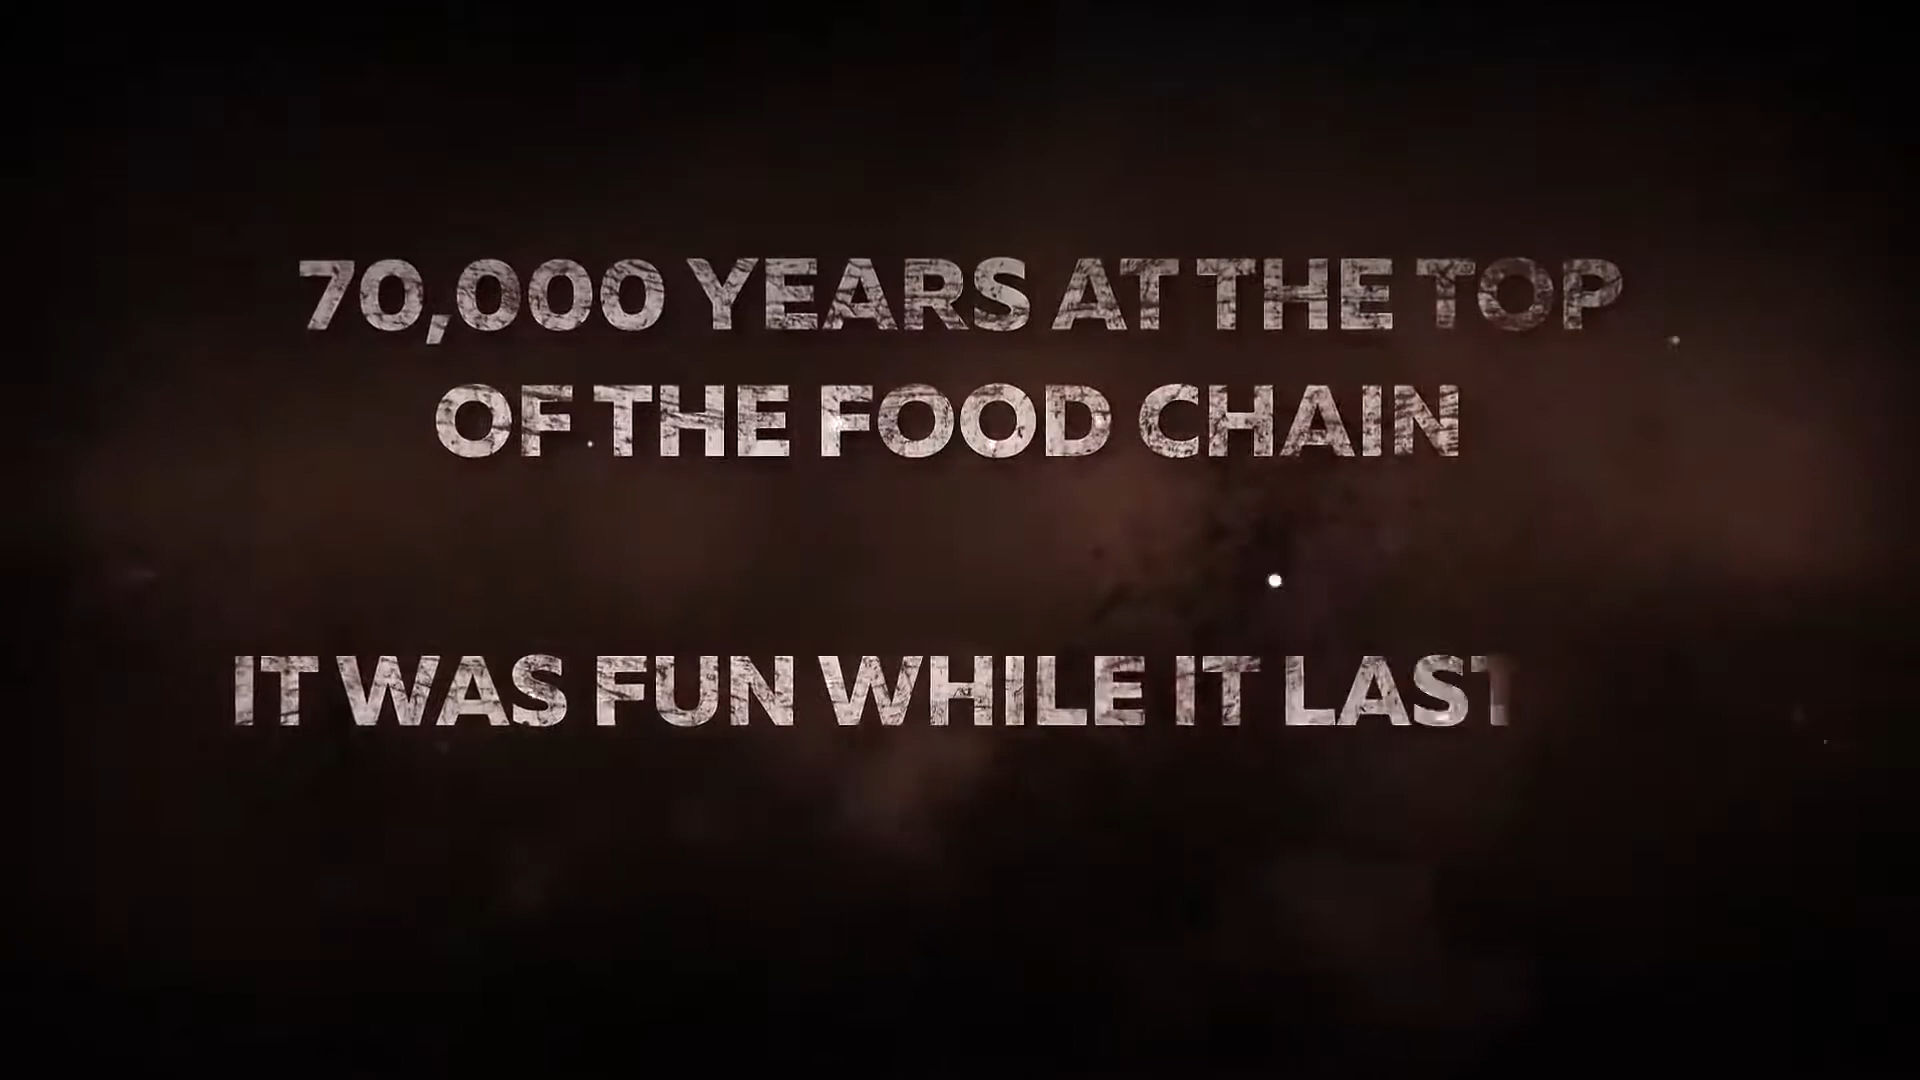 70,000 YEARS AT THE TOP
OF THE FOOD CHAIN
IT WAS FUN WHILE IT LAST